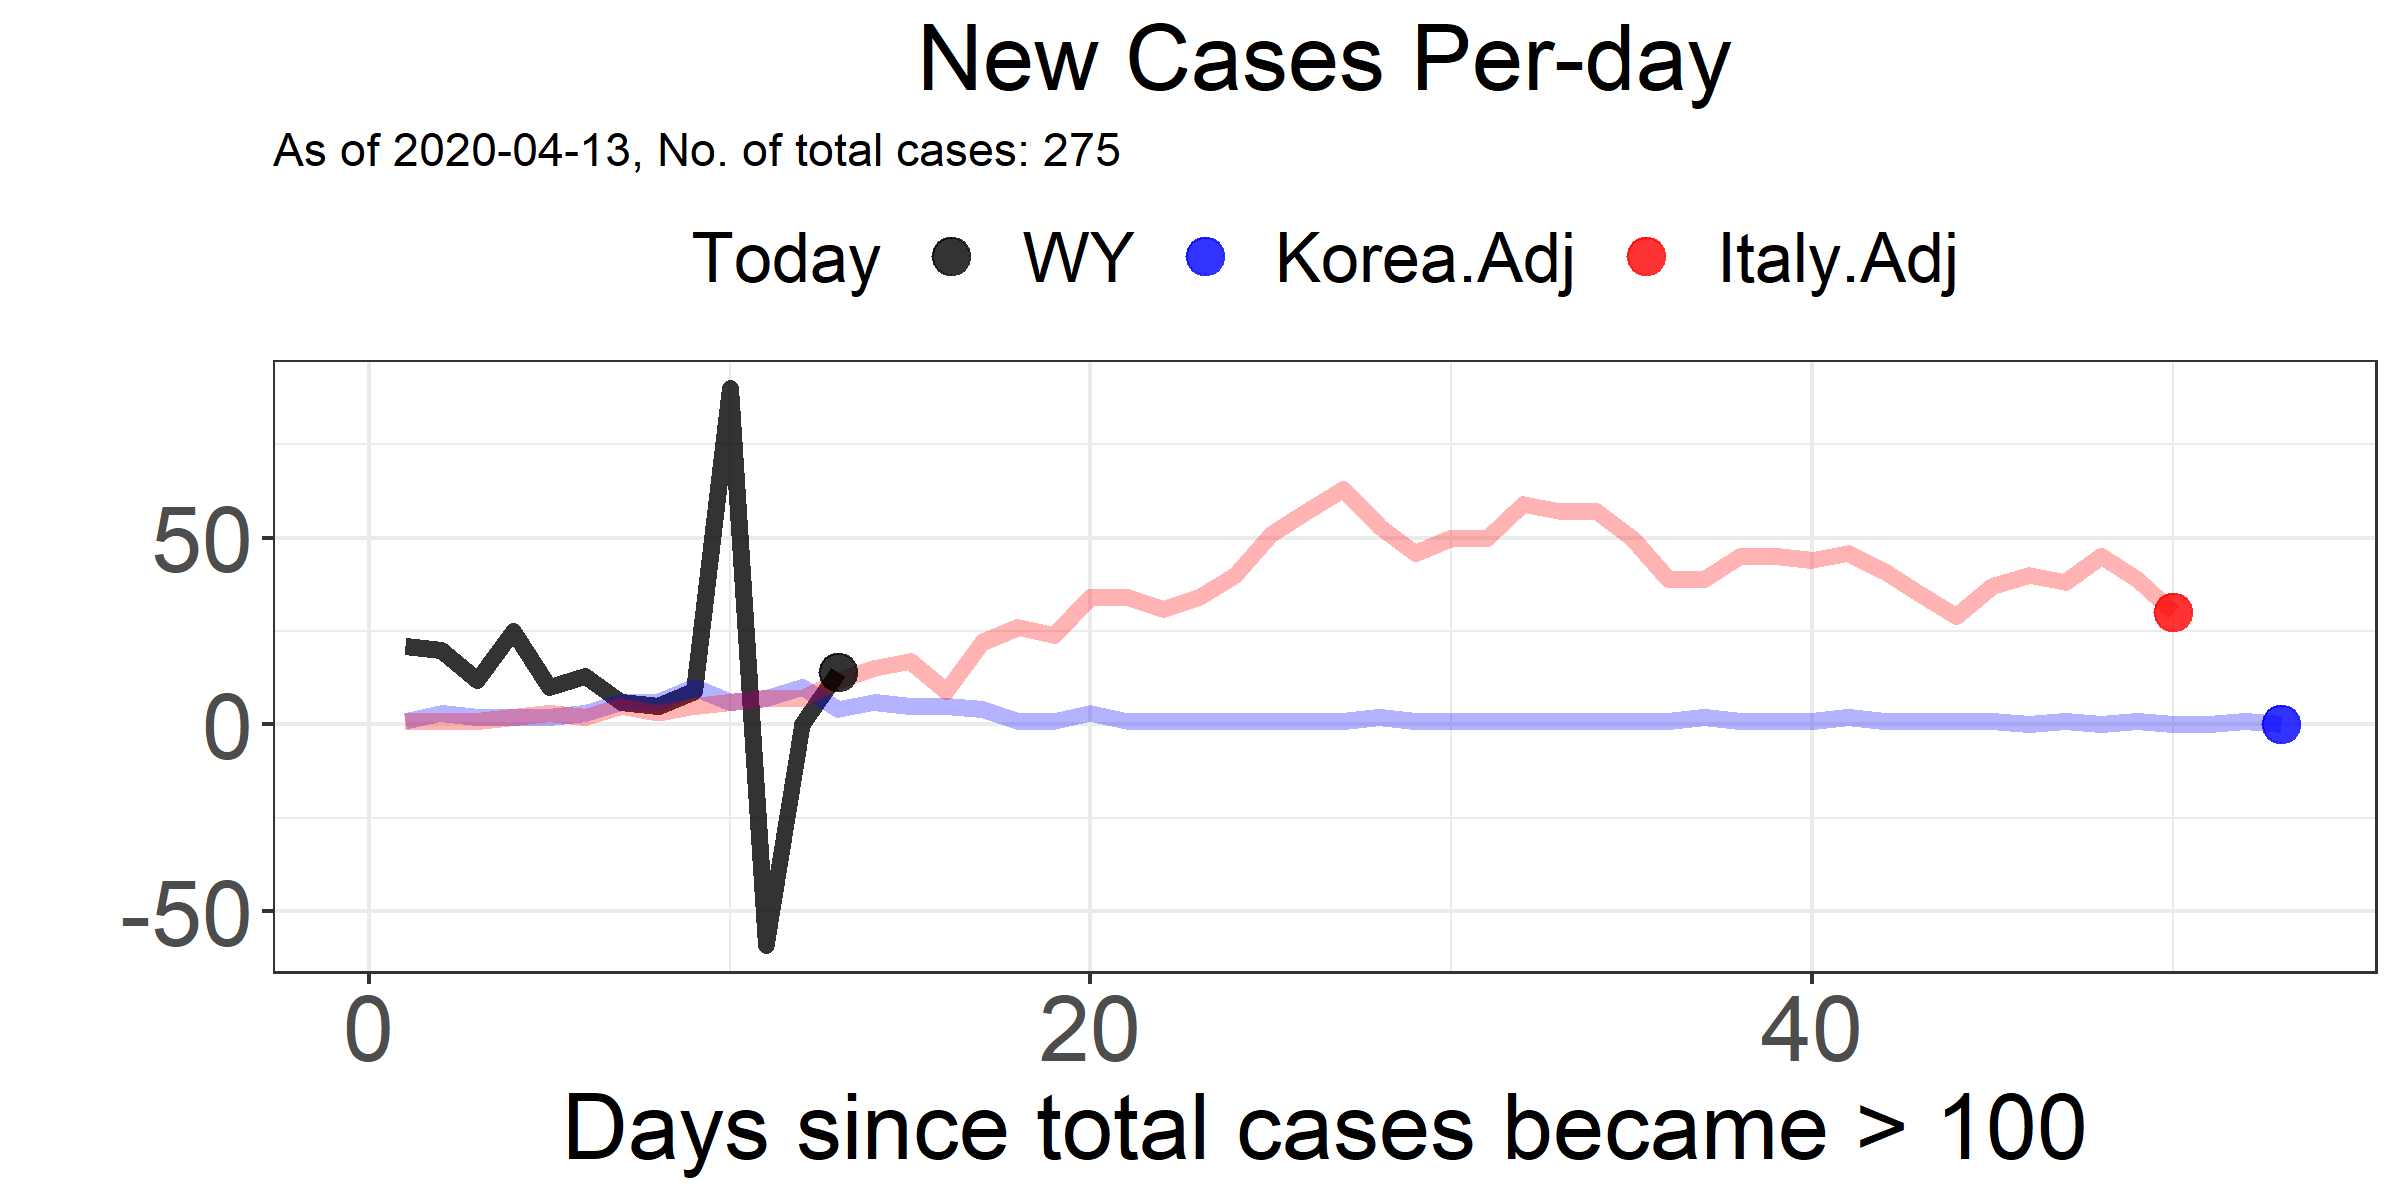 New Cases Per-day
As of 2020-04-13, No. of total cases: 275
Today WY Korea.Adj Italy.Adj
50
0
-50
0 20 40
Days since total cases became > 100